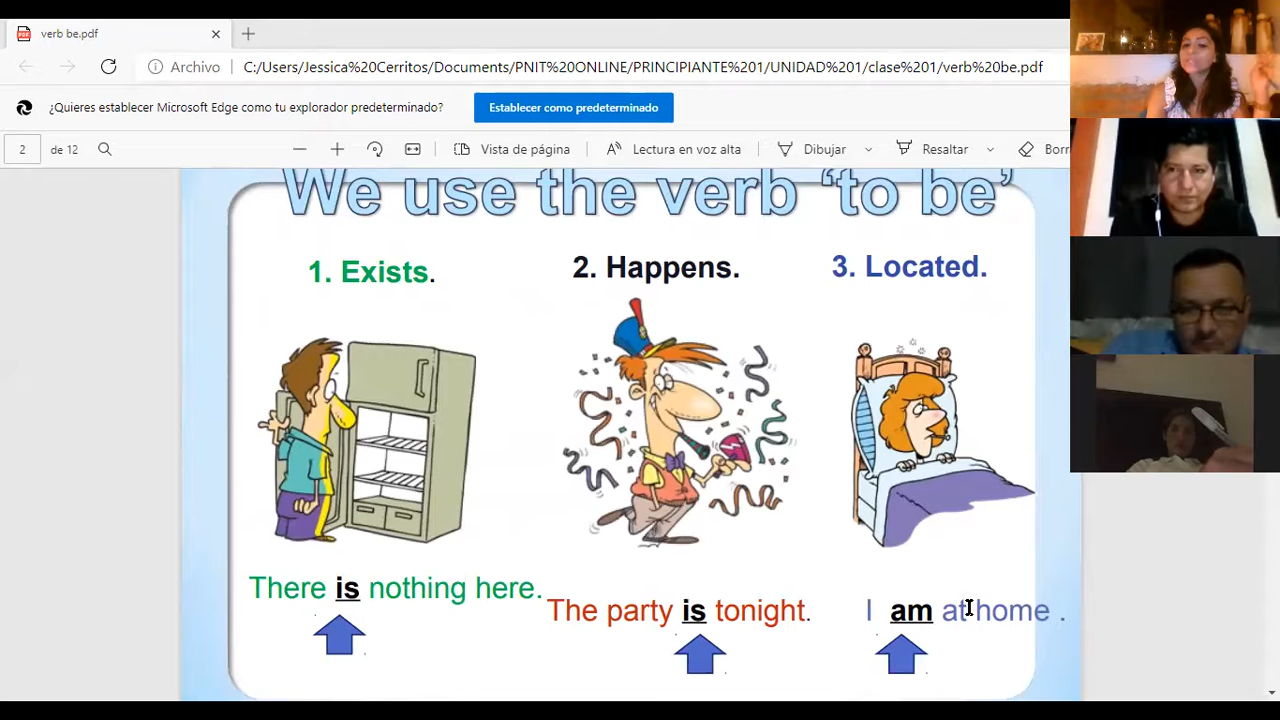 verb be.pdf
Archivo C:/Users/Jessica%20Cerritos/Documents/PNIT%20ONLINE/PRINCIPIANTE%201/UNIDAD%201/clase%201/verb%20be.pdf
¿Quieres establecer Microsoft Edge como tu explorador predeterminado? Establecer como predeterminado
2 de 12 Vista de página Lectura en voz alta Dibujar Resaltar Borr
We use the verb ‘to be’
1. Exists. 2. Happens. 3. Located.
There is nothing here.
The party is tonight. I am at home .